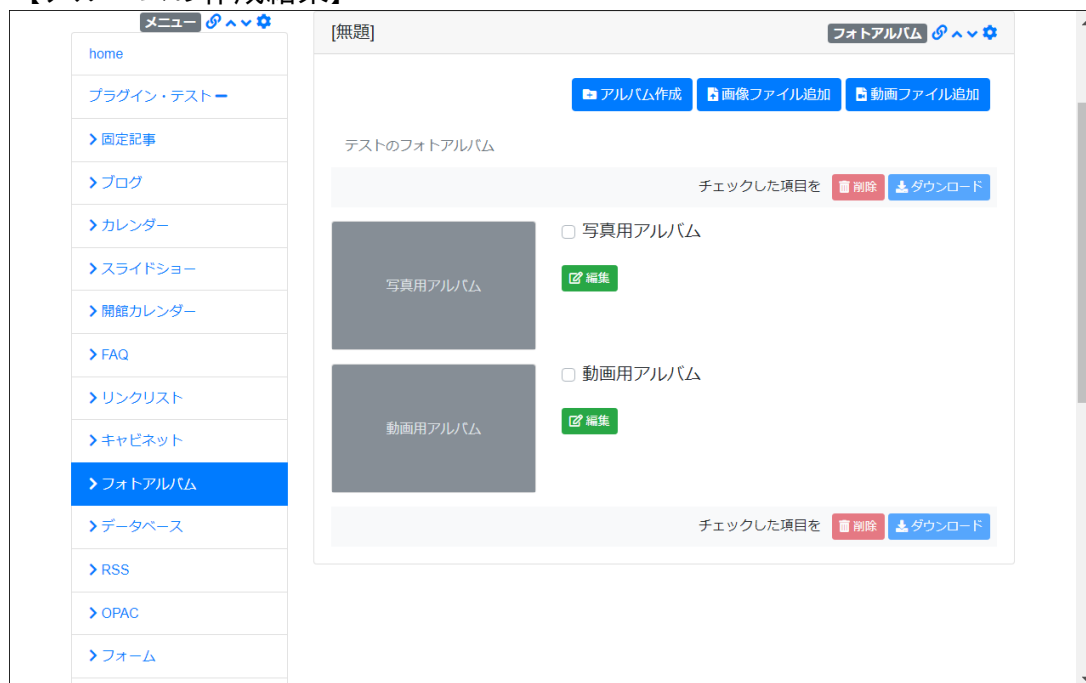 メニュー
home
プラグイン・テスト
固定記事
ブログ
カレンダー
スライドショー
開館カレンダー
FAQ
リンクリスト
キャビネット
フォトアルバム
データベース
RSS
OPAC
フォーム
[無題]
フォトアルバム
アルバム作成 画像ファイル追加 動画ファイル追加
テストのフォトアルバム
チェックした項目を 削除 ダウンロード
写真用アルバム
写真用アルバム
編集
動画用アルバム
動画用アルバム
編集
チェックした項目を 削除 ダウンロード